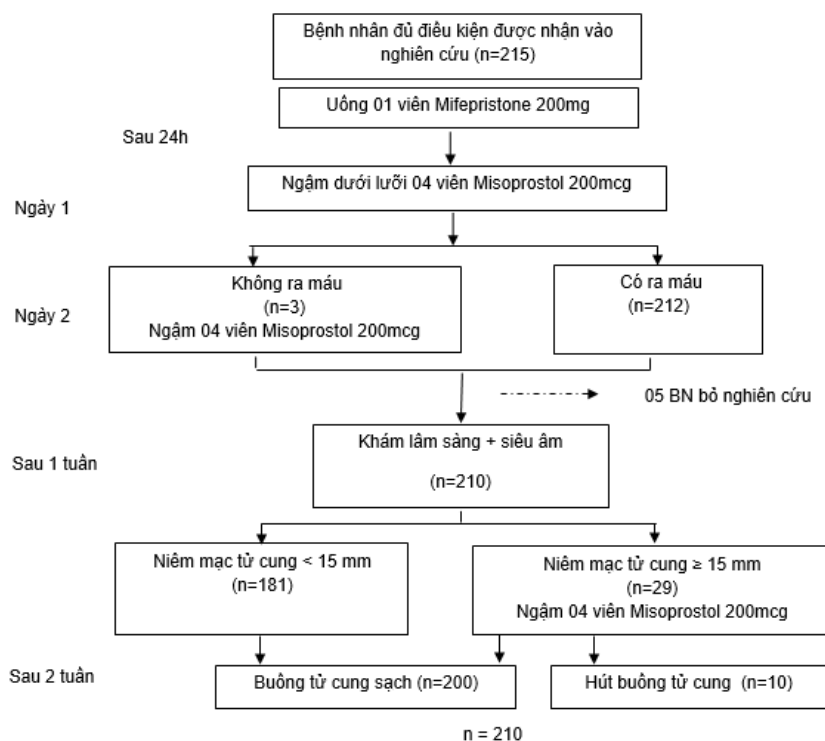 Bệnh nhân đủ điều kiện được nhận vào
nghiên cứu (n=215)
Uống 01 viên Mifepristone 200mg
Sau 24h
Ngậm dưới lưỡi 04 viên Misoprostol 200mcg
Ngày 1
Không ra máu
(n=3)
Ngậm 04 viên Misoprostol 200mcg
Có ra máu
(n=212)
Ngày 2
05 BN bỏ nghiên cứu
Khám lâm sàng + siêu âm
(n=210)
Sau 1 tuần
Niêm mạc tử cung < 15 mm
(n=181)
Niêm mạc tử cung ≥ 15 mm
(n=29)
Ngậm 04 viên Misoprostol 200mcg
Sau 2 tuần
Buồng tử cung sạch (n=200)
Hút buồng tử cung (n=10)
n = 210